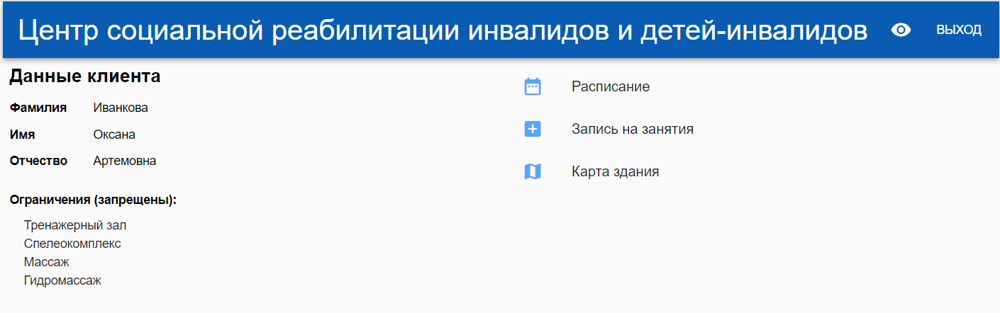 Центр социальной реабилитации инвалидов и детей-инвалидов
ВЫХОД
Данные клиента
Фамилия Иванкова
Имя Оксана
Отчество Артемовна
Ограничения (запрещены):
Тренажерный зал
Спелеокомплекс
Массаж
Гидромассаж
Расписание
Запись на занятия
Карта здания